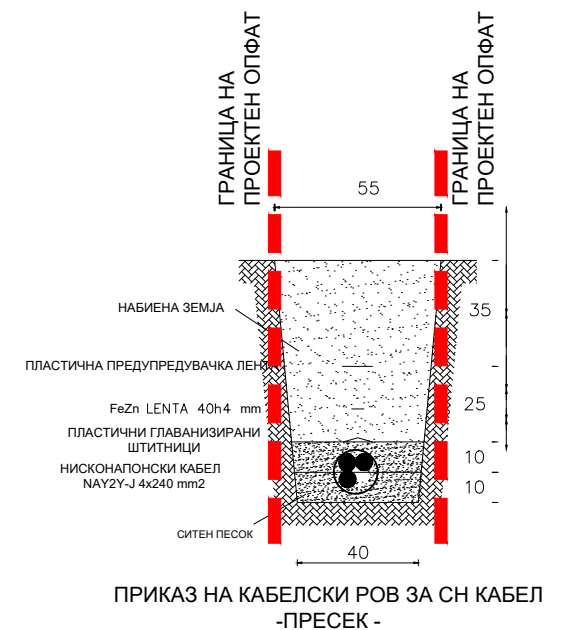 ГРАНИЦА НА
ПРОЕКТЕН ОПФАТ
ГРАНИЦА НА
ПРОЕКТЕН ОПФАТ
55
НАБИЕНА ЗЕМЈА
35
ПЛАСТИЧНА ПРЕДУПРЕДУВАЧКА ЛЕН
FeZn LENTA 40h4 mm
25
ПЛАСТИЧНИ ГЛАВАНИЗИРАНИ
ШТИТНИЦИ
10
НИСКОНАПОНСКИ КАБЕЛ
NAY2Y-J 4x240 mm2
10
СИТЕН ПЕСОК
40
ПРИКАЗ НА КАБЕЛСКИ РОВ ЗА СН КАБЕЛ
-ПРЕСЕК -